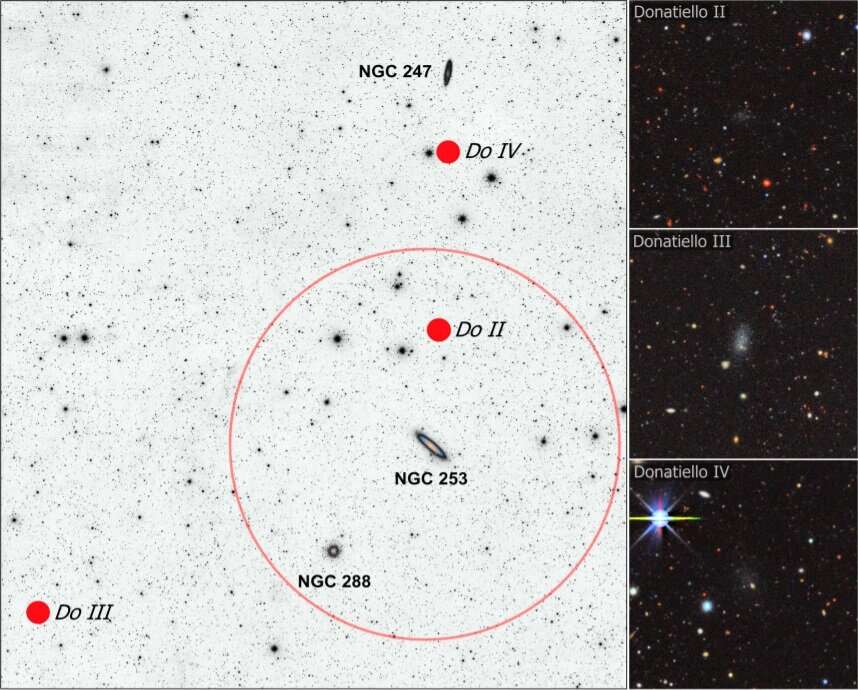 NGC 247
Do IV
Do II
NGC 253
NGC 288
Do III
Donatiello II
Donatiello III
Donatiello IV